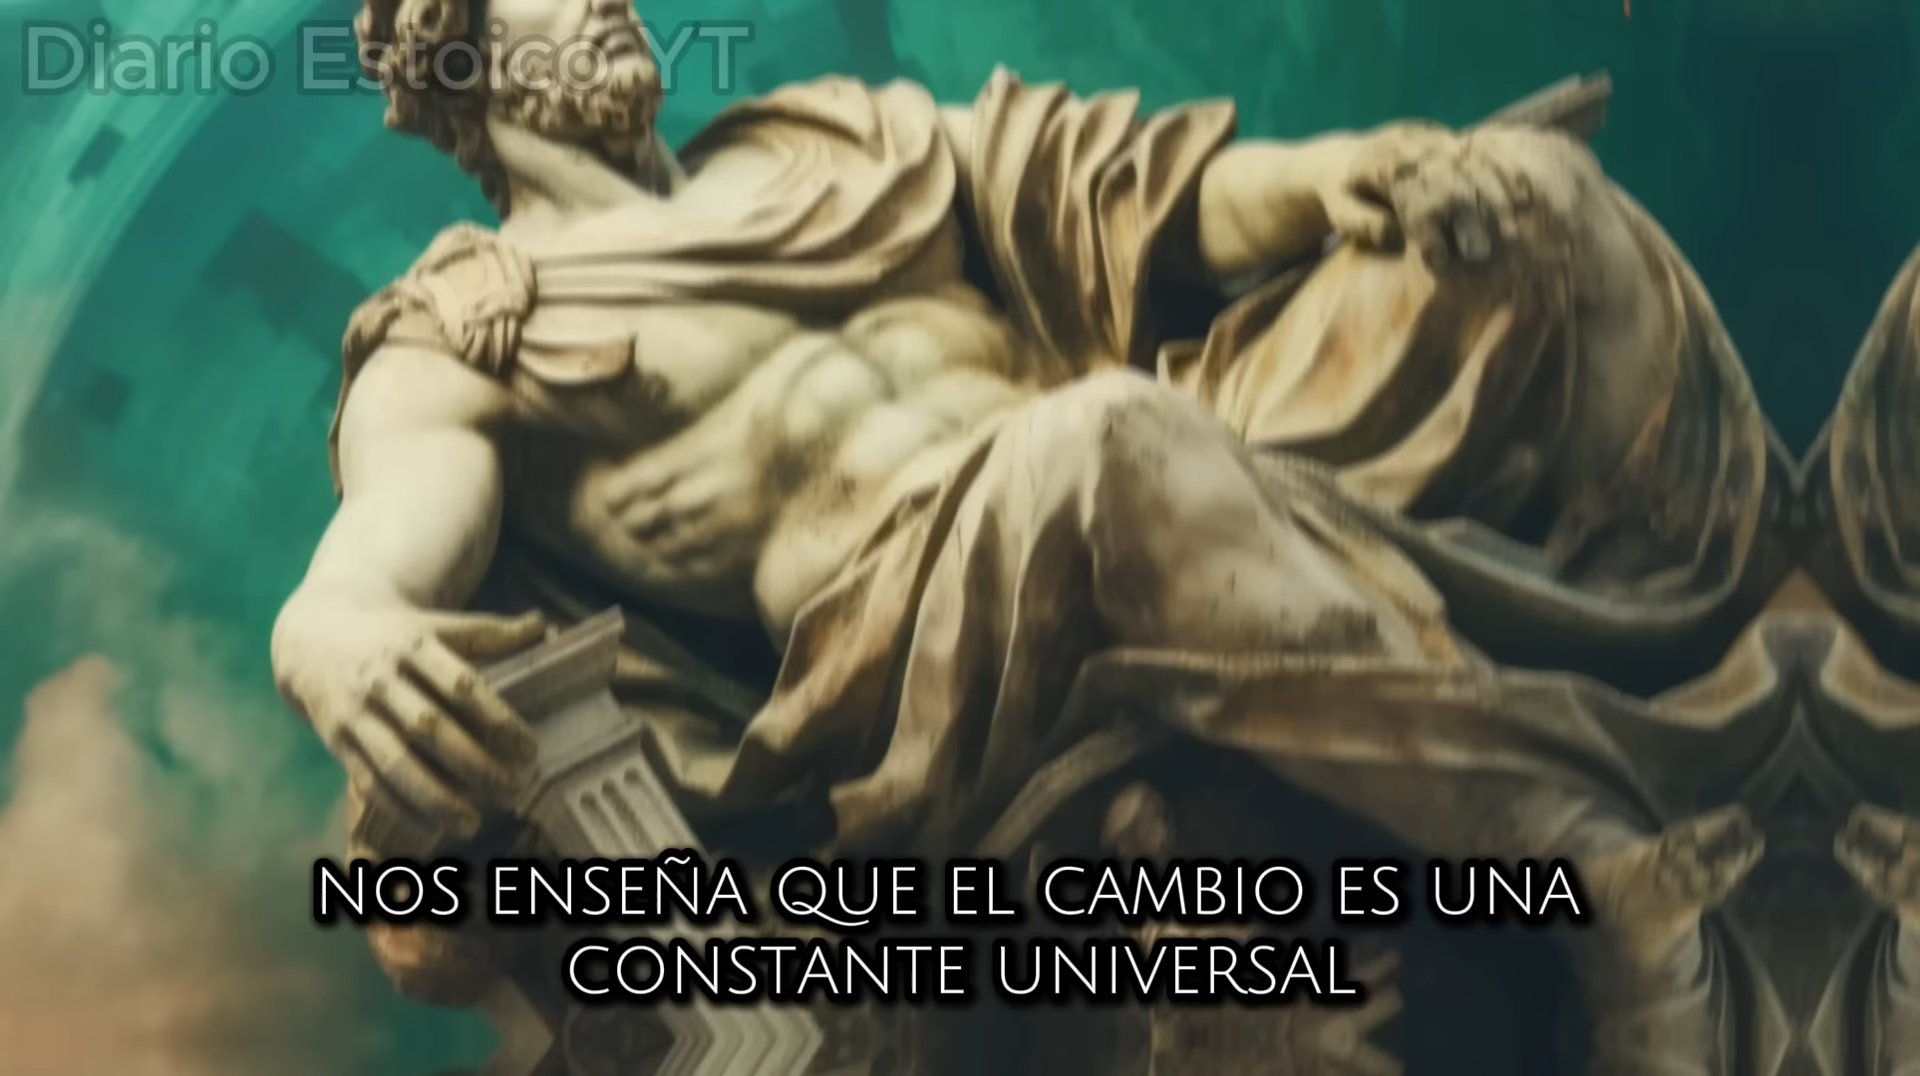 Diario Estoico YT
NOS ENSEÑA QUE EL CAMBIO ES UNA
CONSTANTE UNIVERSAL